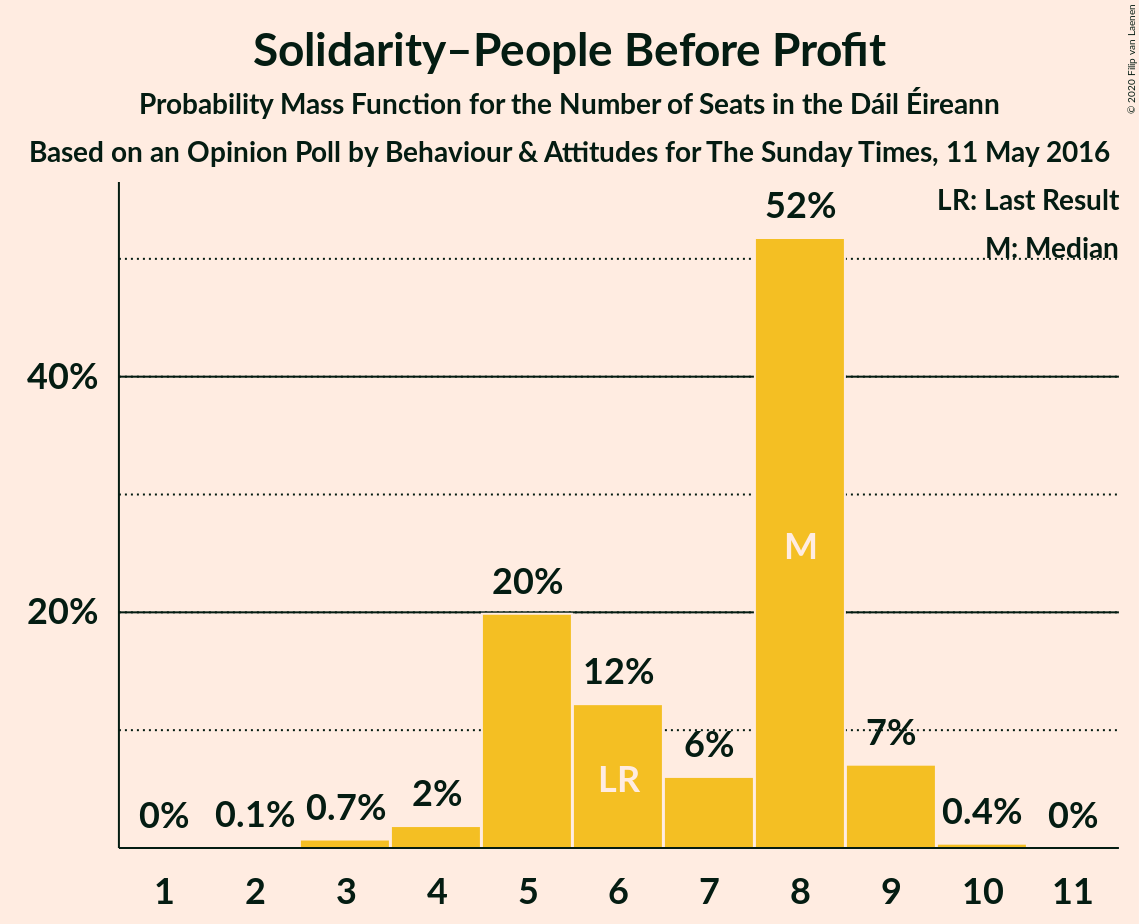 Solidarity–People Before Profit
Probability Mass Function for the Number of Seats in the Dáil Éireann
Based on an Opinion Poll by Behaviour & Attitudes for The Sunday Times, 11 May 2016
© 2020 Filip van Laenen
LR: Last Result
M: Median
52%
40%
M
20%
20%
12%
7%
6%
LR
2%
0.7%
0.4%
0.1%
0%
0%
1 2 3 4 5 6 7 8 9 10 11